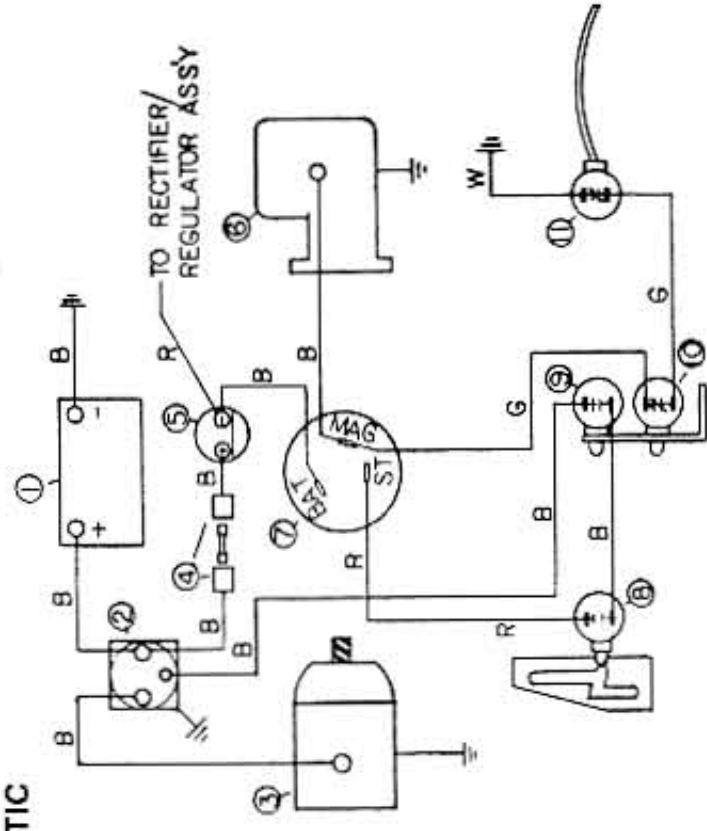 TIC
B
B
B
1
+
-
2
B
B
4
B
5
R
TO RECTIFIER/
REGULATOR ASS'Y
3
B
B
6
7
BAT
MAG
ST
R
B
G
R
B
8
9
10
G
11
W